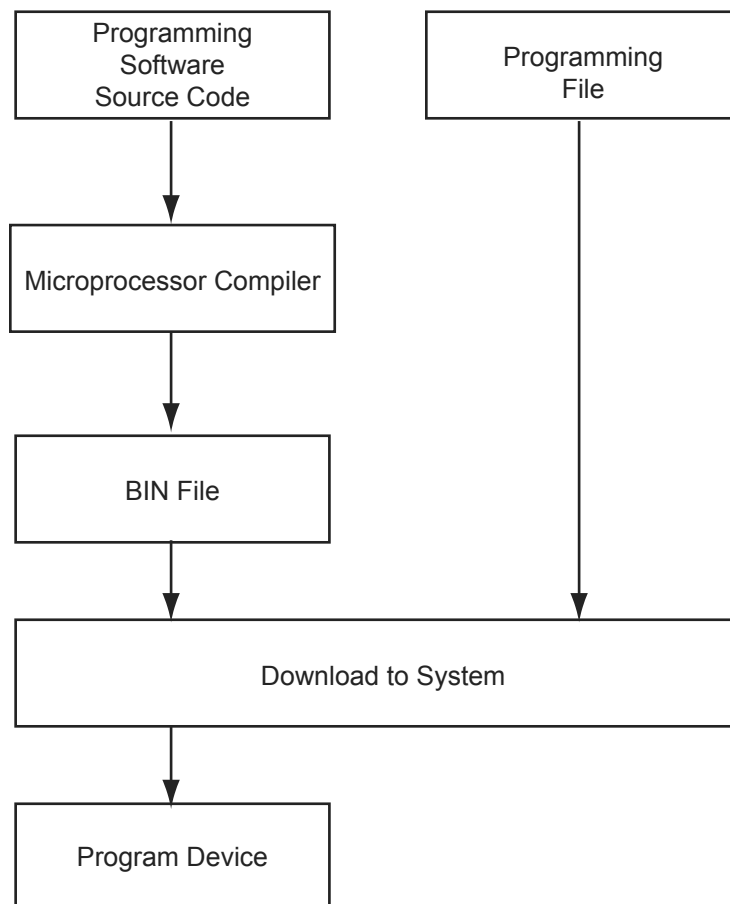 Programming
Software
Source Code
Programming
File
Microprocessor Compiler
BIN File
Download to System
Program Device